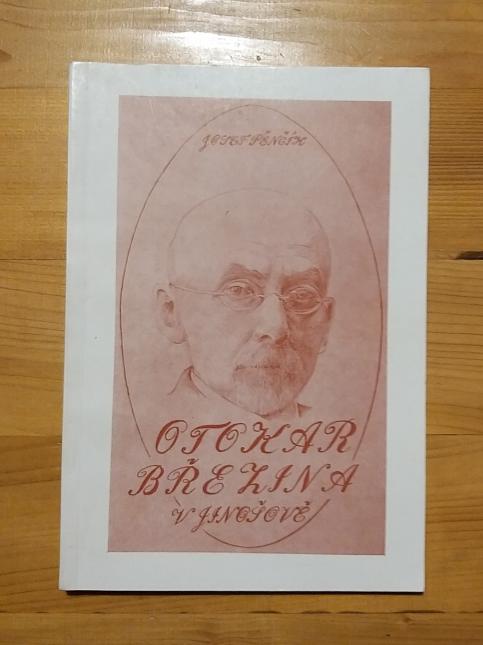 JOSEF PĚNČÍK
OTOKAR
BŘEZINA
V JINOŠOVĚ